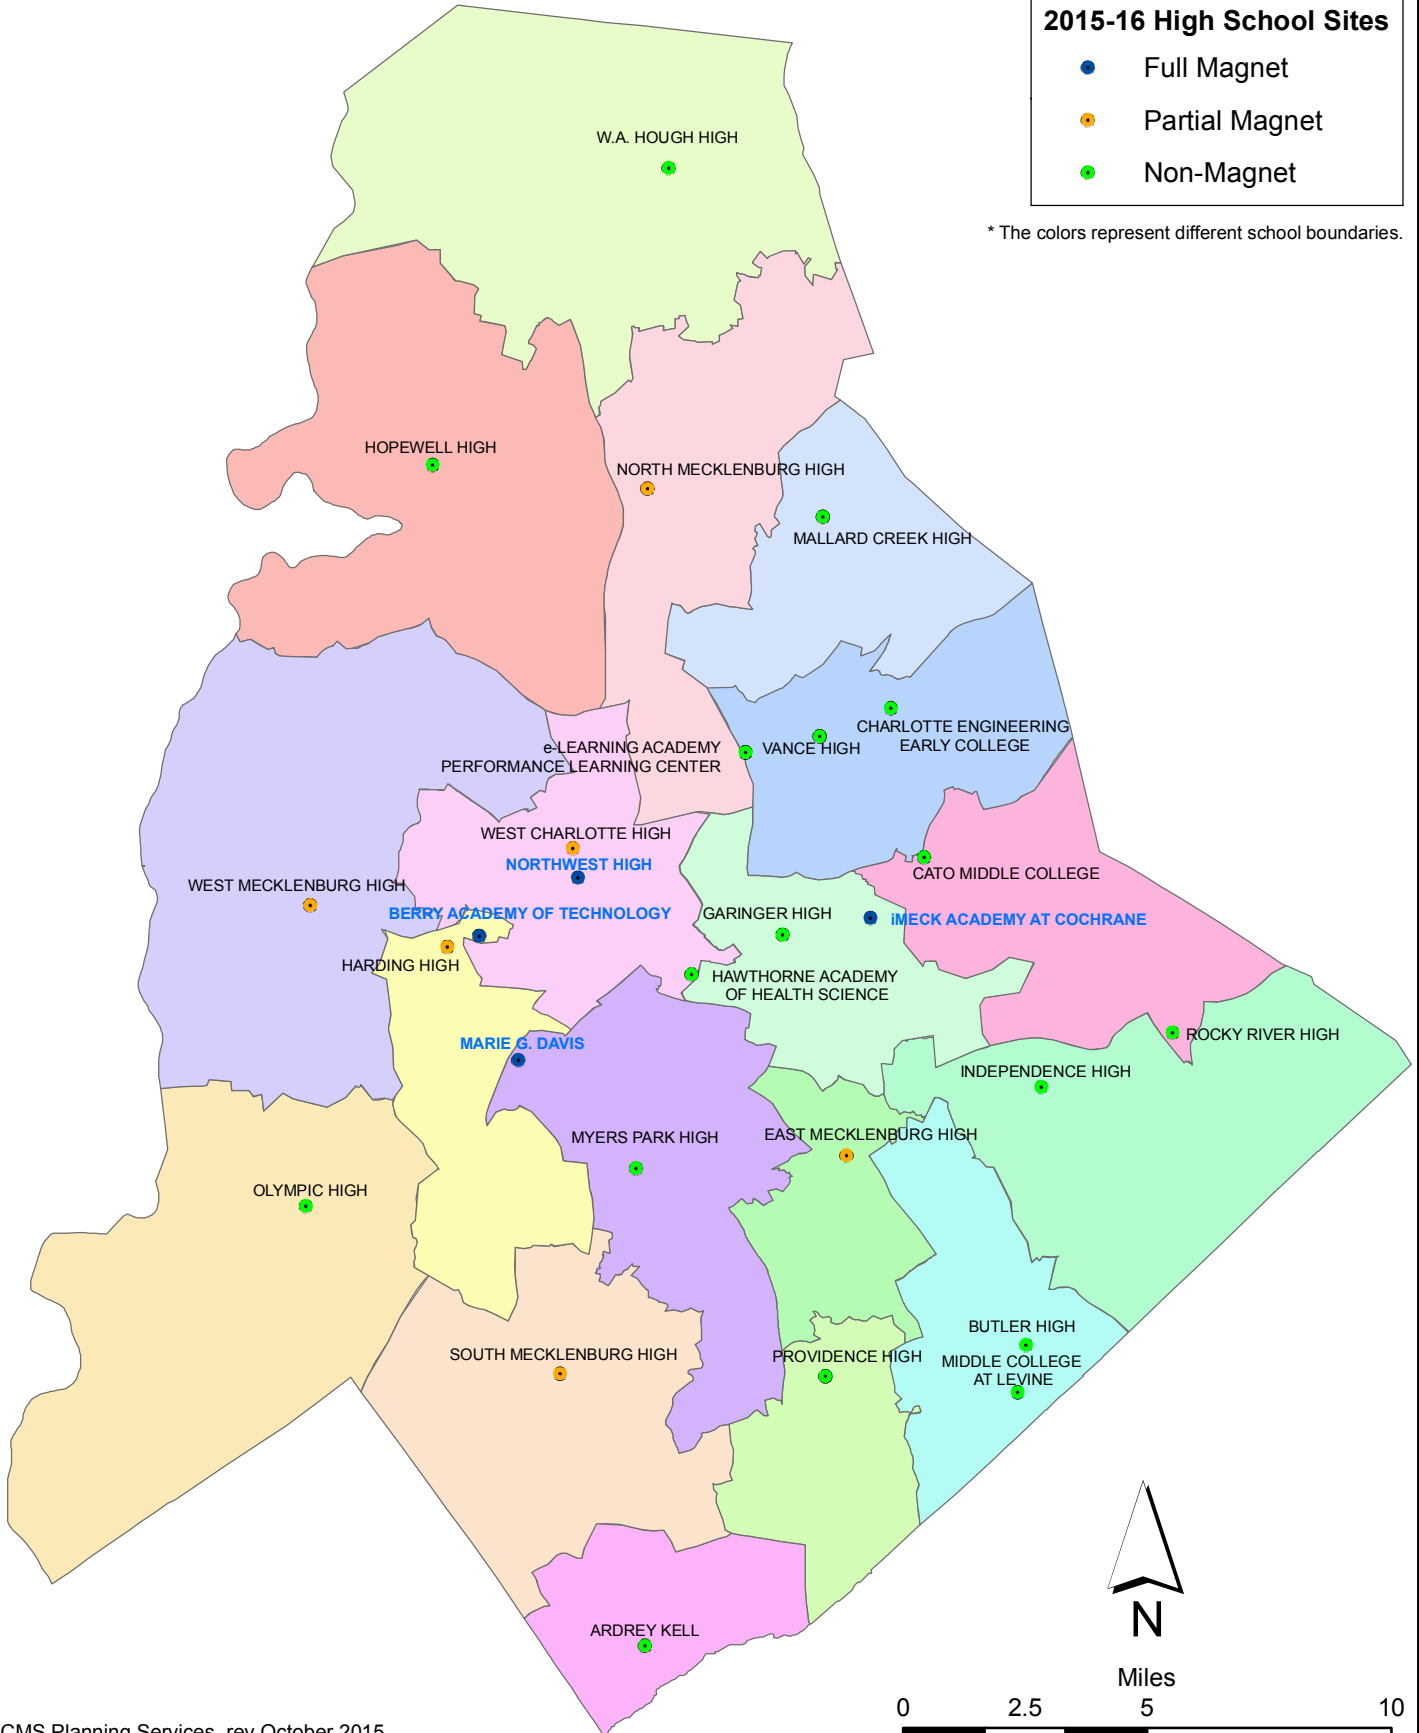 2015-16 High School Sites
Full Magnet
Partial Magnet
Non-Magnet
* The colors represent different school boundaries.
W.A. HOUGH HIGH
HOPEWELL HIGH
NORTH MECKLENBURG HIGH
MALLARD CREEK HIGH
CHARLOTTE ENGINEERING
EARLY COLLEGE
VANCE HIGH
e-LEARNING ACADEMY
PERFORMANCE LEARNING CENTER
WEST CHARLOTTE HIGH
NORTHWEST HIGH
CATO MIDDLE COLLEGE
WEST MECKLENBURG HIGH
BERRY ACADEMY OF TECHNOLOGY
GARINGER HIGH
iMECK ACADEMY AT COCHRANE
HARDING HIGH
HAWTHORNE ACADEMY
OF HEALTH SCIENCE
ROCKY RIVER HIGH
MARIE G. DAVIS
INDEPENDENCE HIGH
MYERS PARK HIGH
EAST MECKLENBURG HIGH
OLYMPIC HIGH
BUTLER HIGH
SOUTH MECKLENBURG HIGH
PROVIDENCE HIGH
MIDDLE COLLEGE
AT LEVINE
ARDREY KELL
N
Miles
0 2.5 5 10
CMS Planning Services, rev October 2015